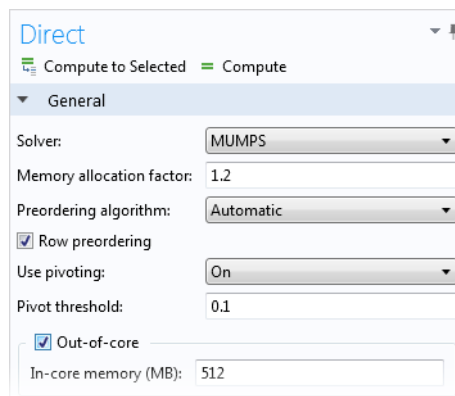 Direct
Compute to Selected = Compute
General
Solver: MUMPS
Memory allocation factor: 1.2
Preordering algorithm: Automatic
Row preordering
Use pivoting: On
Pivot threshold: 0.1
Out-of-core
In-core memory (MB): 512